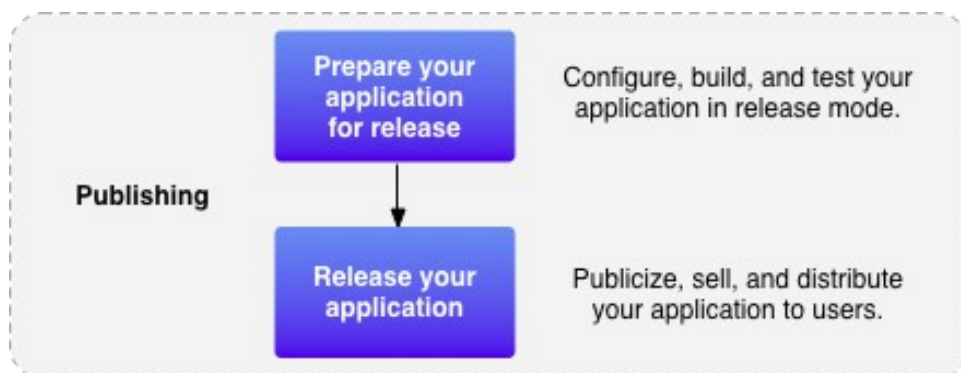 Prepare your
application
for release
Configure, build, and test your
application in release mode.
Publishing
Release your
application
Publicize, sell, and distribute
your application to users.